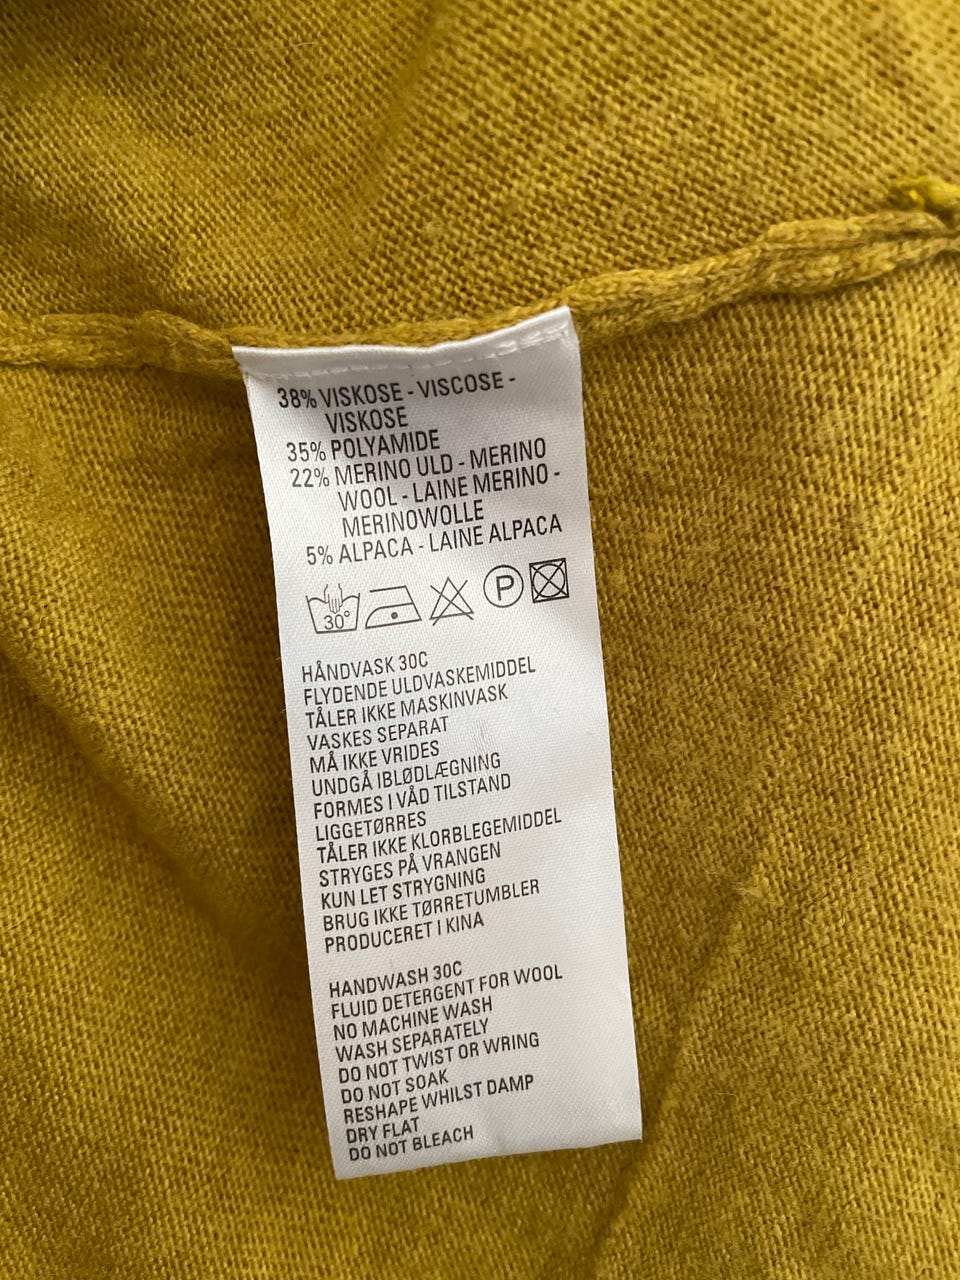 38% VISKOSE - VISCOSE -
VISKOSE
35% POLYAMIDE
22% MERINO ULD - MERINO
WOOL - LAINE MERINO -
MERINOWOLLE
5% ALPACA - LAINE ALPACA
30° P
HÅNDVASK 30C
FLYDENDE ULDVASKEMIDDEL
TÅLER IKKE MASKINVASK
VASKES SEPARAT
MÅ IKKE VRIDES
UNDGÅ IBLØDLÆGNING
FORMES I VÅD TILSTAND
LIGGETØRRES
TÅLER IKKE KLORBLEGEMIDDEL
STRYGES PÅ VRANGEN
KUN LET STRYGNING
BRUG IKKE TØRRETUMBLER
PRODUCERET I KINA
HANDWASH 30C
FLUID DETERGENT FOR WOOL
NO MACHINE WASH
WASH SEPARATELY
DO NOT TWIST OR WRING
DO NOT SOAK
RESHAPE WHILST DAMP
DRY FLAT
DO NOT BLEACH